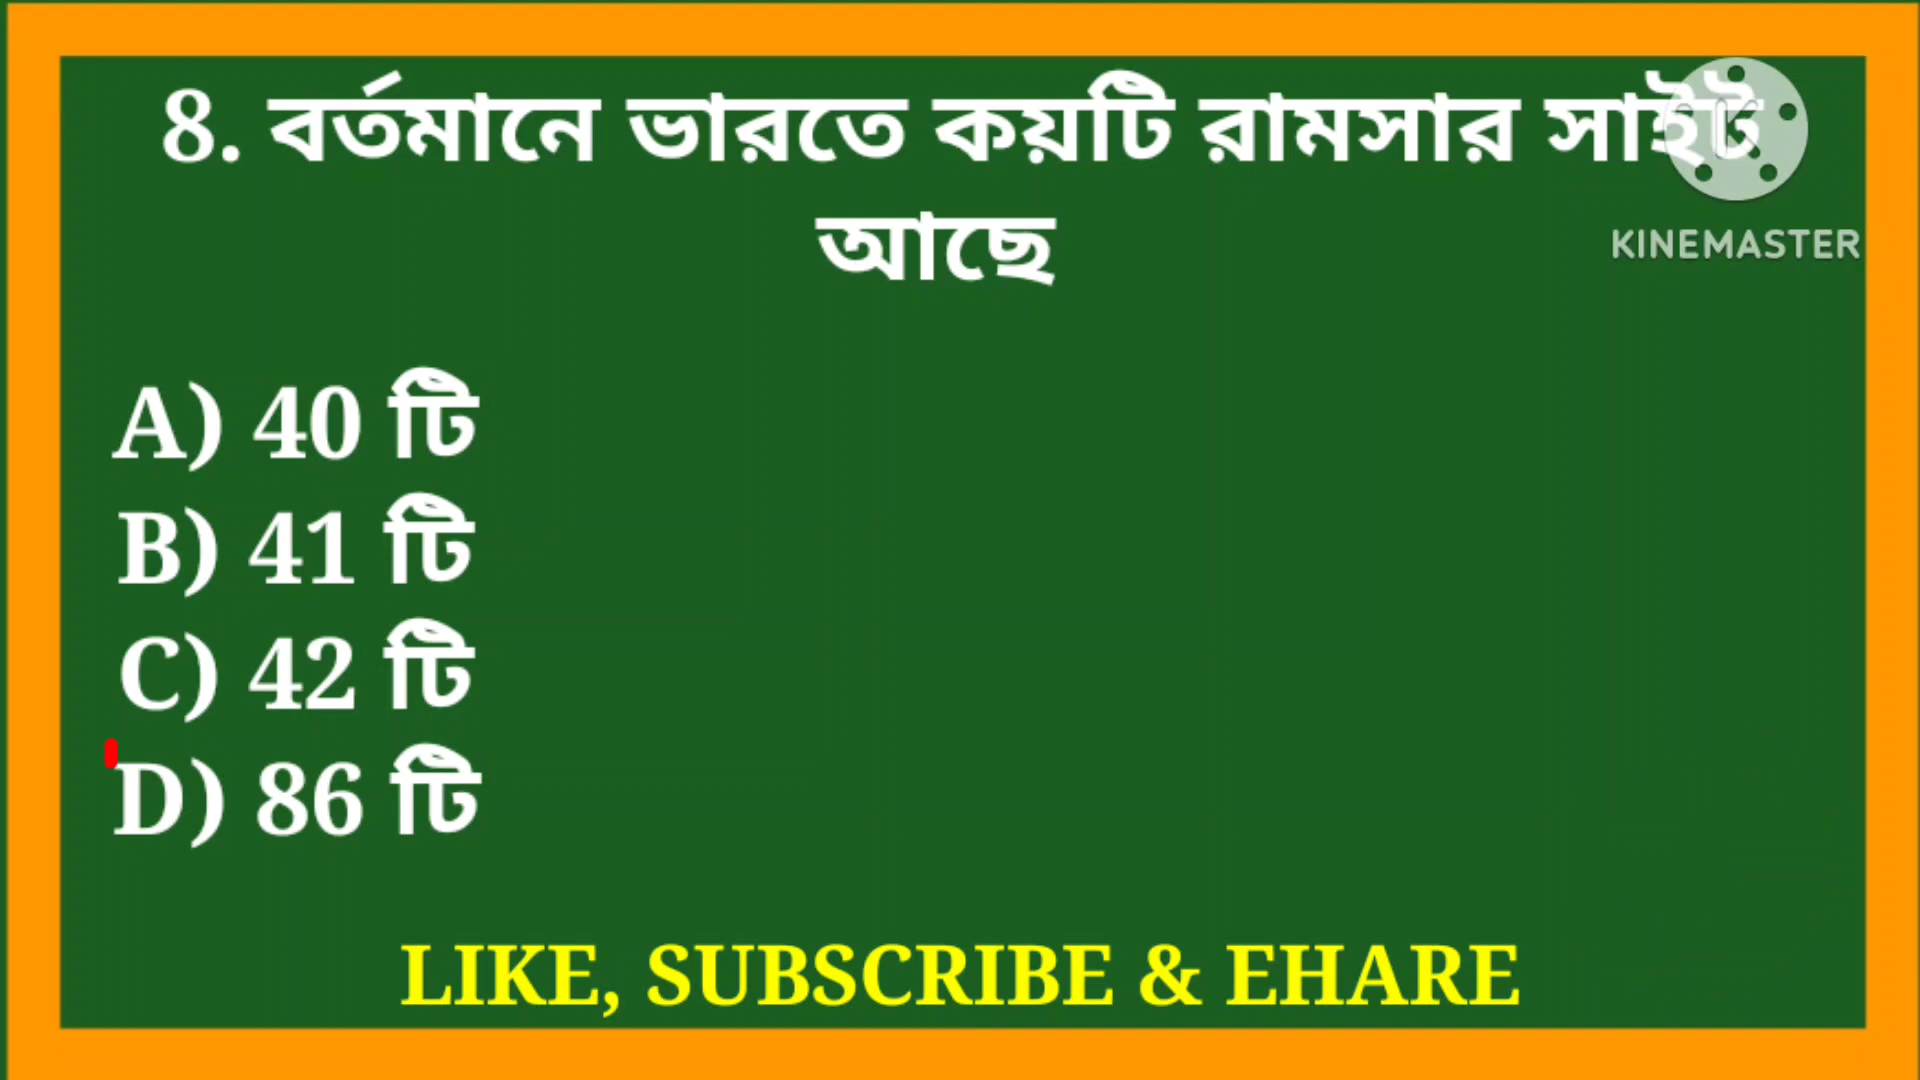 8. বর্তমানে ভারতে কয়টি রামসার সাইট
আছে
KINEMASTER
A) 40 টি
B) 41 টি
C) 42 টি
D) 86 টি
LIKE, SUBSCRIBE & EHARE